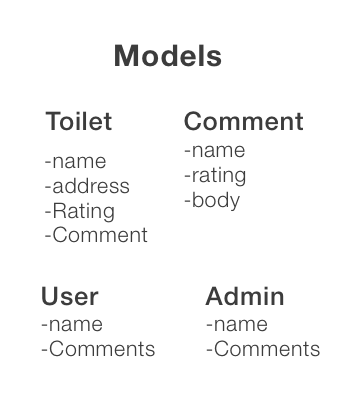 Models
Toilet
-name
-address
-Rating
-Comment
Comment
-name
-rating
-body
User
-name
-Comments
Admin
-name
-Comments